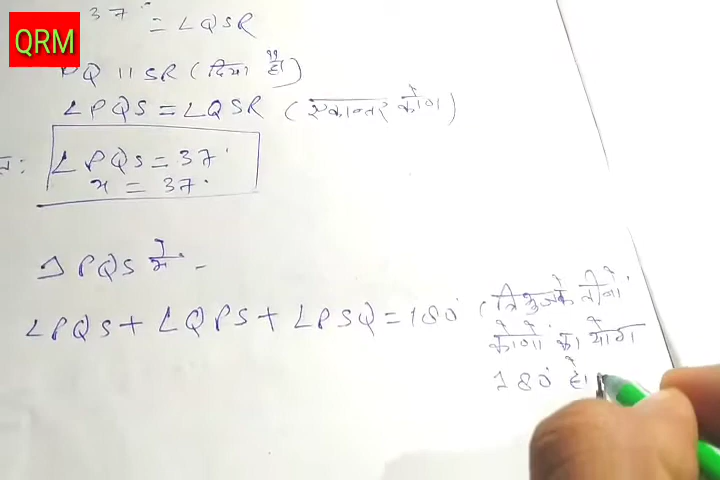 QRM
37° = ∠QSR
PQ || SR (दिया है)
∠PQS = ∠QSR (एकान्तर कोण)
∠PQS = 37°
x = 37°
△PQS में -
∠PQS + ∠QPS + ∠PSQ = 180° (त्रिभुज के तीनों
कोणों का योग
180° है